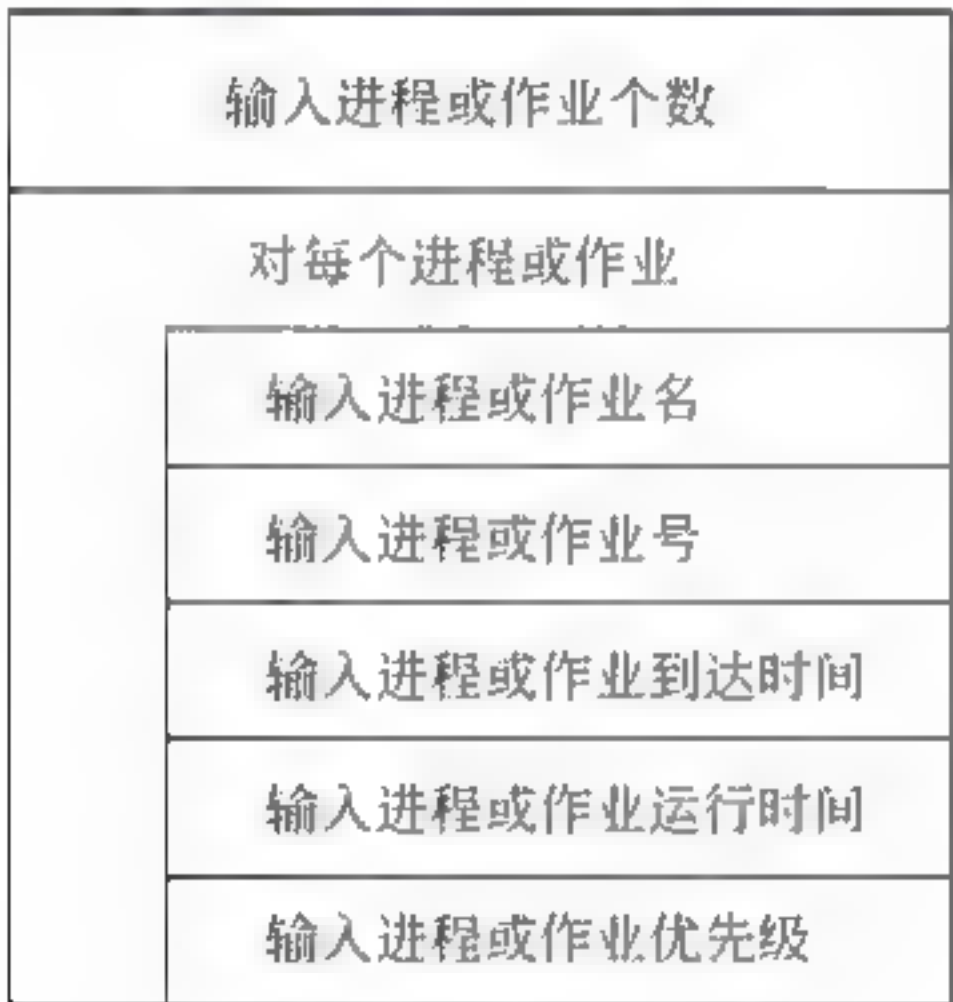 输入进程或作业个数
对每个进程或作业
输入进程或作业名
输入进程或作业号
输入进程或作业到达时间
输入进程或作业运行时间
输入进程或作业优先级